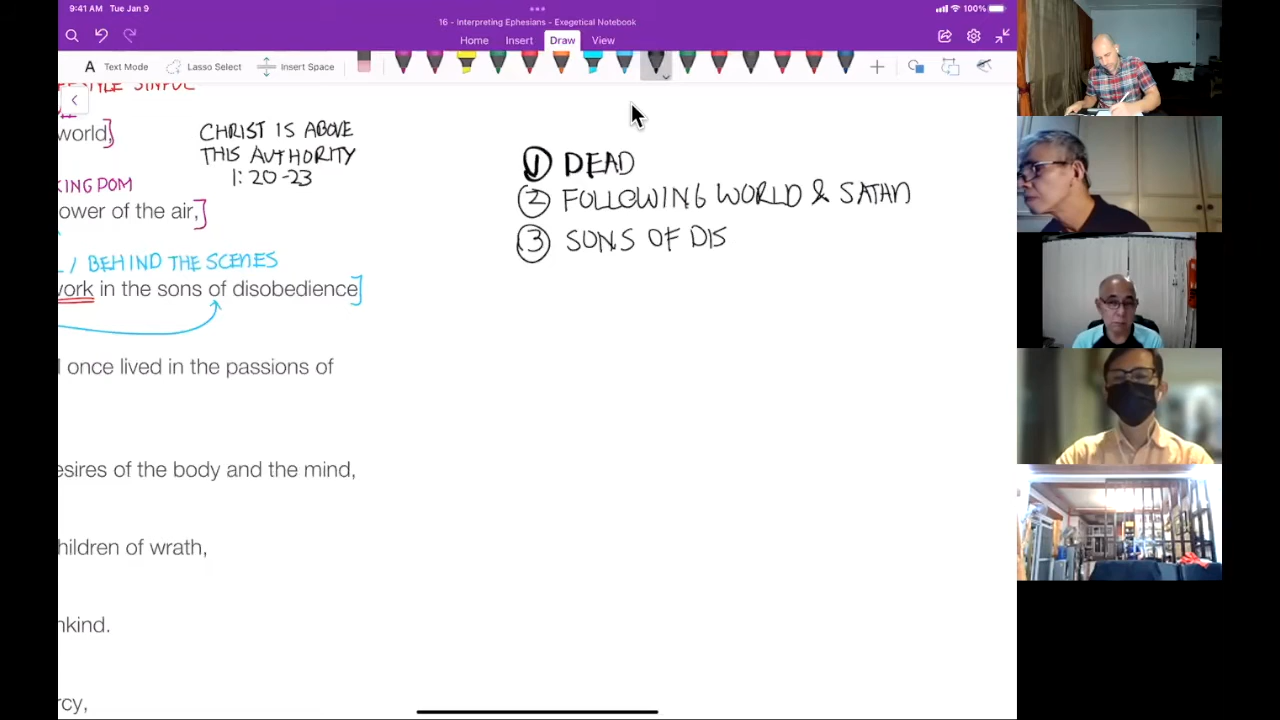 9:41 AM Tue Jan 9
100%
16 - Interpreting Ephesians - Exegetical Notebook
Home Insert Draw View
A Text Mode Lasso Select Insert Space
SINFUL
world,]
CHRIST IS ABOVE
THIS AUTHORITY
1:20-23
KINGDOM
ower of the air,]
/ BEHIND THE SCENES
work in the sons of disobedience]
once lived in the passions of
esires of the body and the mind,
hildren of wrath,
nkind.
rcy,
① DEAD
② FOLLOWING WORLD & SATAN
③ SONS OF DIS